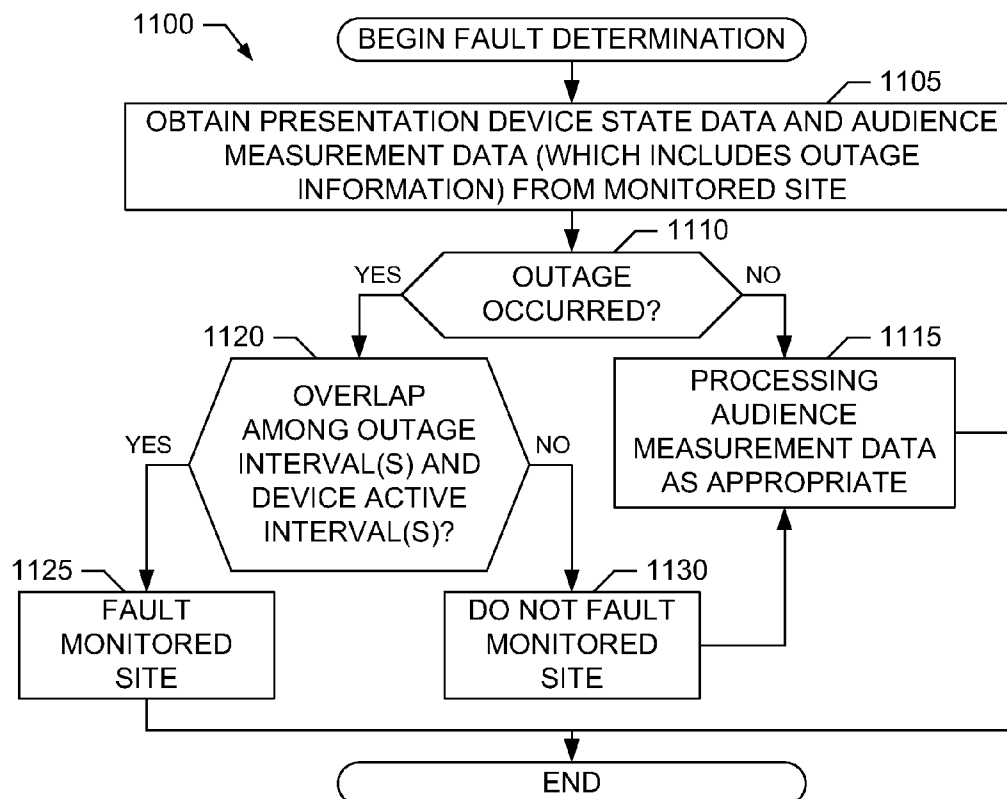 1100
BEGIN FAULT DETERMINATION
1105
OBTAIN PRESENTATION DEVICE STATE DATA AND AUDIENCE
MEASUREMENT DATA (WHICH INCLUDES OUTAGE
INFORMATION) FROM MONITORED SITE
1110
YES
OUTAGE
OCCURRED?
NO
1120
OVERLAP
AMONG OUTAGE
INTERVAL(S) AND
DEVICE ACTIVE
INTERVAL(S)?
YES
NO
1115
PROCESSING
AUDIENCE
MEASUREMENT DATA
AS APPROPRIATE
1125
FAULT
MONITORED
SITE
1130
DO NOT FAULT
MONITORED
SITE
END